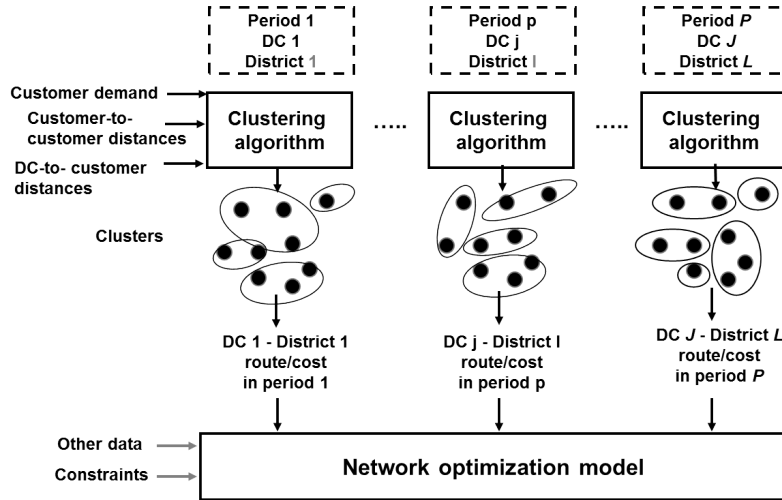 Period 1
DC 1
District 1
Period p
DC j
District l
Period P
DC J
District L
Customer demand
Customer-to-
customer distances
DC-to- customer
distances
Clustering
algorithm
.....
Clustering
algorithm
.....
Clustering
algorithm
Clusters
DC 1 - District 1
route/cost
in period 1
DC j - District l
route/cost
in period p
DC J - District L
route/cost
in period P
Other data
Constraints
Network optimization model